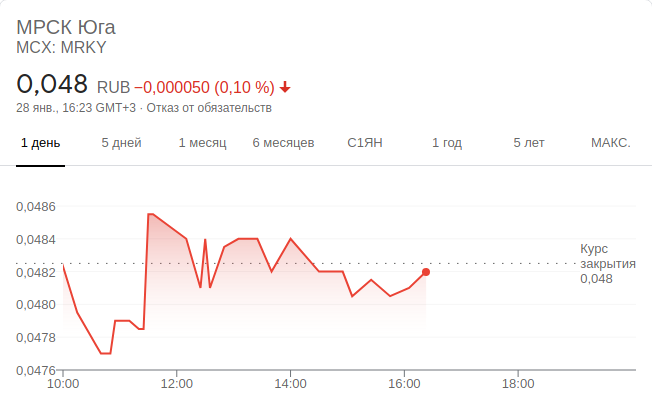 МРСК Юга
MCX: MRKY
0,048 RUB −0,000050 (0,10 %)
28 янв., 16:23 GMT+3 · Отказ от обязательств
1 день 5 дней 1 месяц 6 месяцев С1ЯН 1 год 5 лет МАКС.
0,0486
0,0484
Курс
закрытия
0,048
0,0482
0,0480
0,0478
0,0476
10:00 12:00 14:00 16:00 18:00